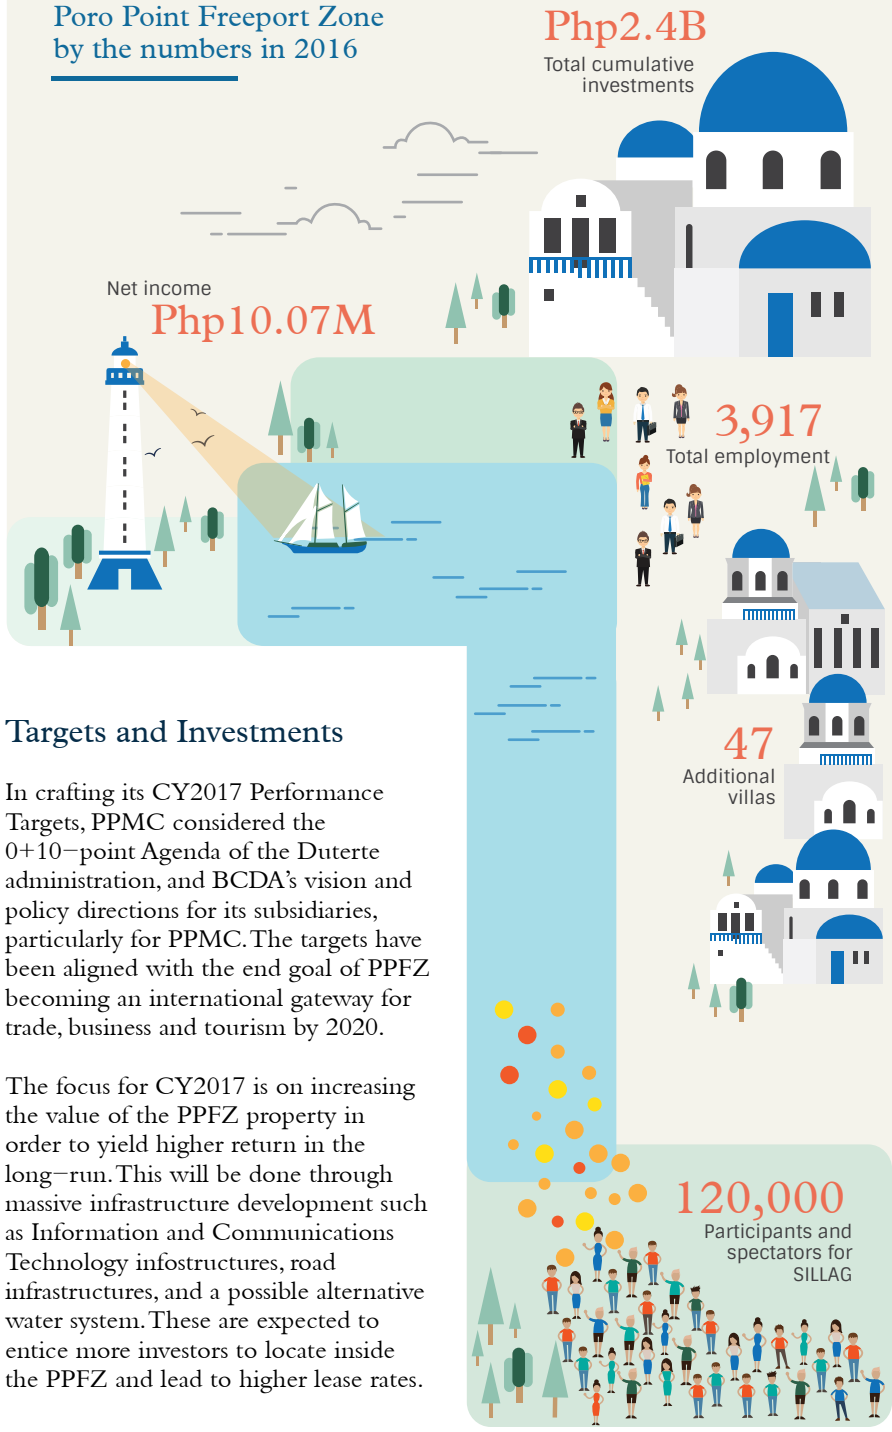 Poro Point Freeport Zone
by the numbers in 2016
Php2.4B
Total cumulative
investments
Net income
Php10.07M
3,917
Total employment
47
Additional
villas
120,000
Participants and
spectators for
SILLAG
Targets and Investments
In crafting its CY2017 Performance
Targets, PPMC considered the
0+10−point Agenda of the Duterte
administration, and BCDA’s vision and
policy directions for its subsidiaries,
particularly for PPMC. The targets have
been aligned with the end goal of PPFZ
becoming an international gateway for
trade, business and tourism by 2020.
The focus for CY2017 is on increasing
the value of the PPFZ property in
order to yield higher return in the
long−run. This will be done through
massive infrastructure development such
as Information and Communications
Technology infostructures, road
infrastructures, and a possible alternative
water system. These are expected to
entice more investors to locate inside
the PPFZ and lead to higher lease rates.